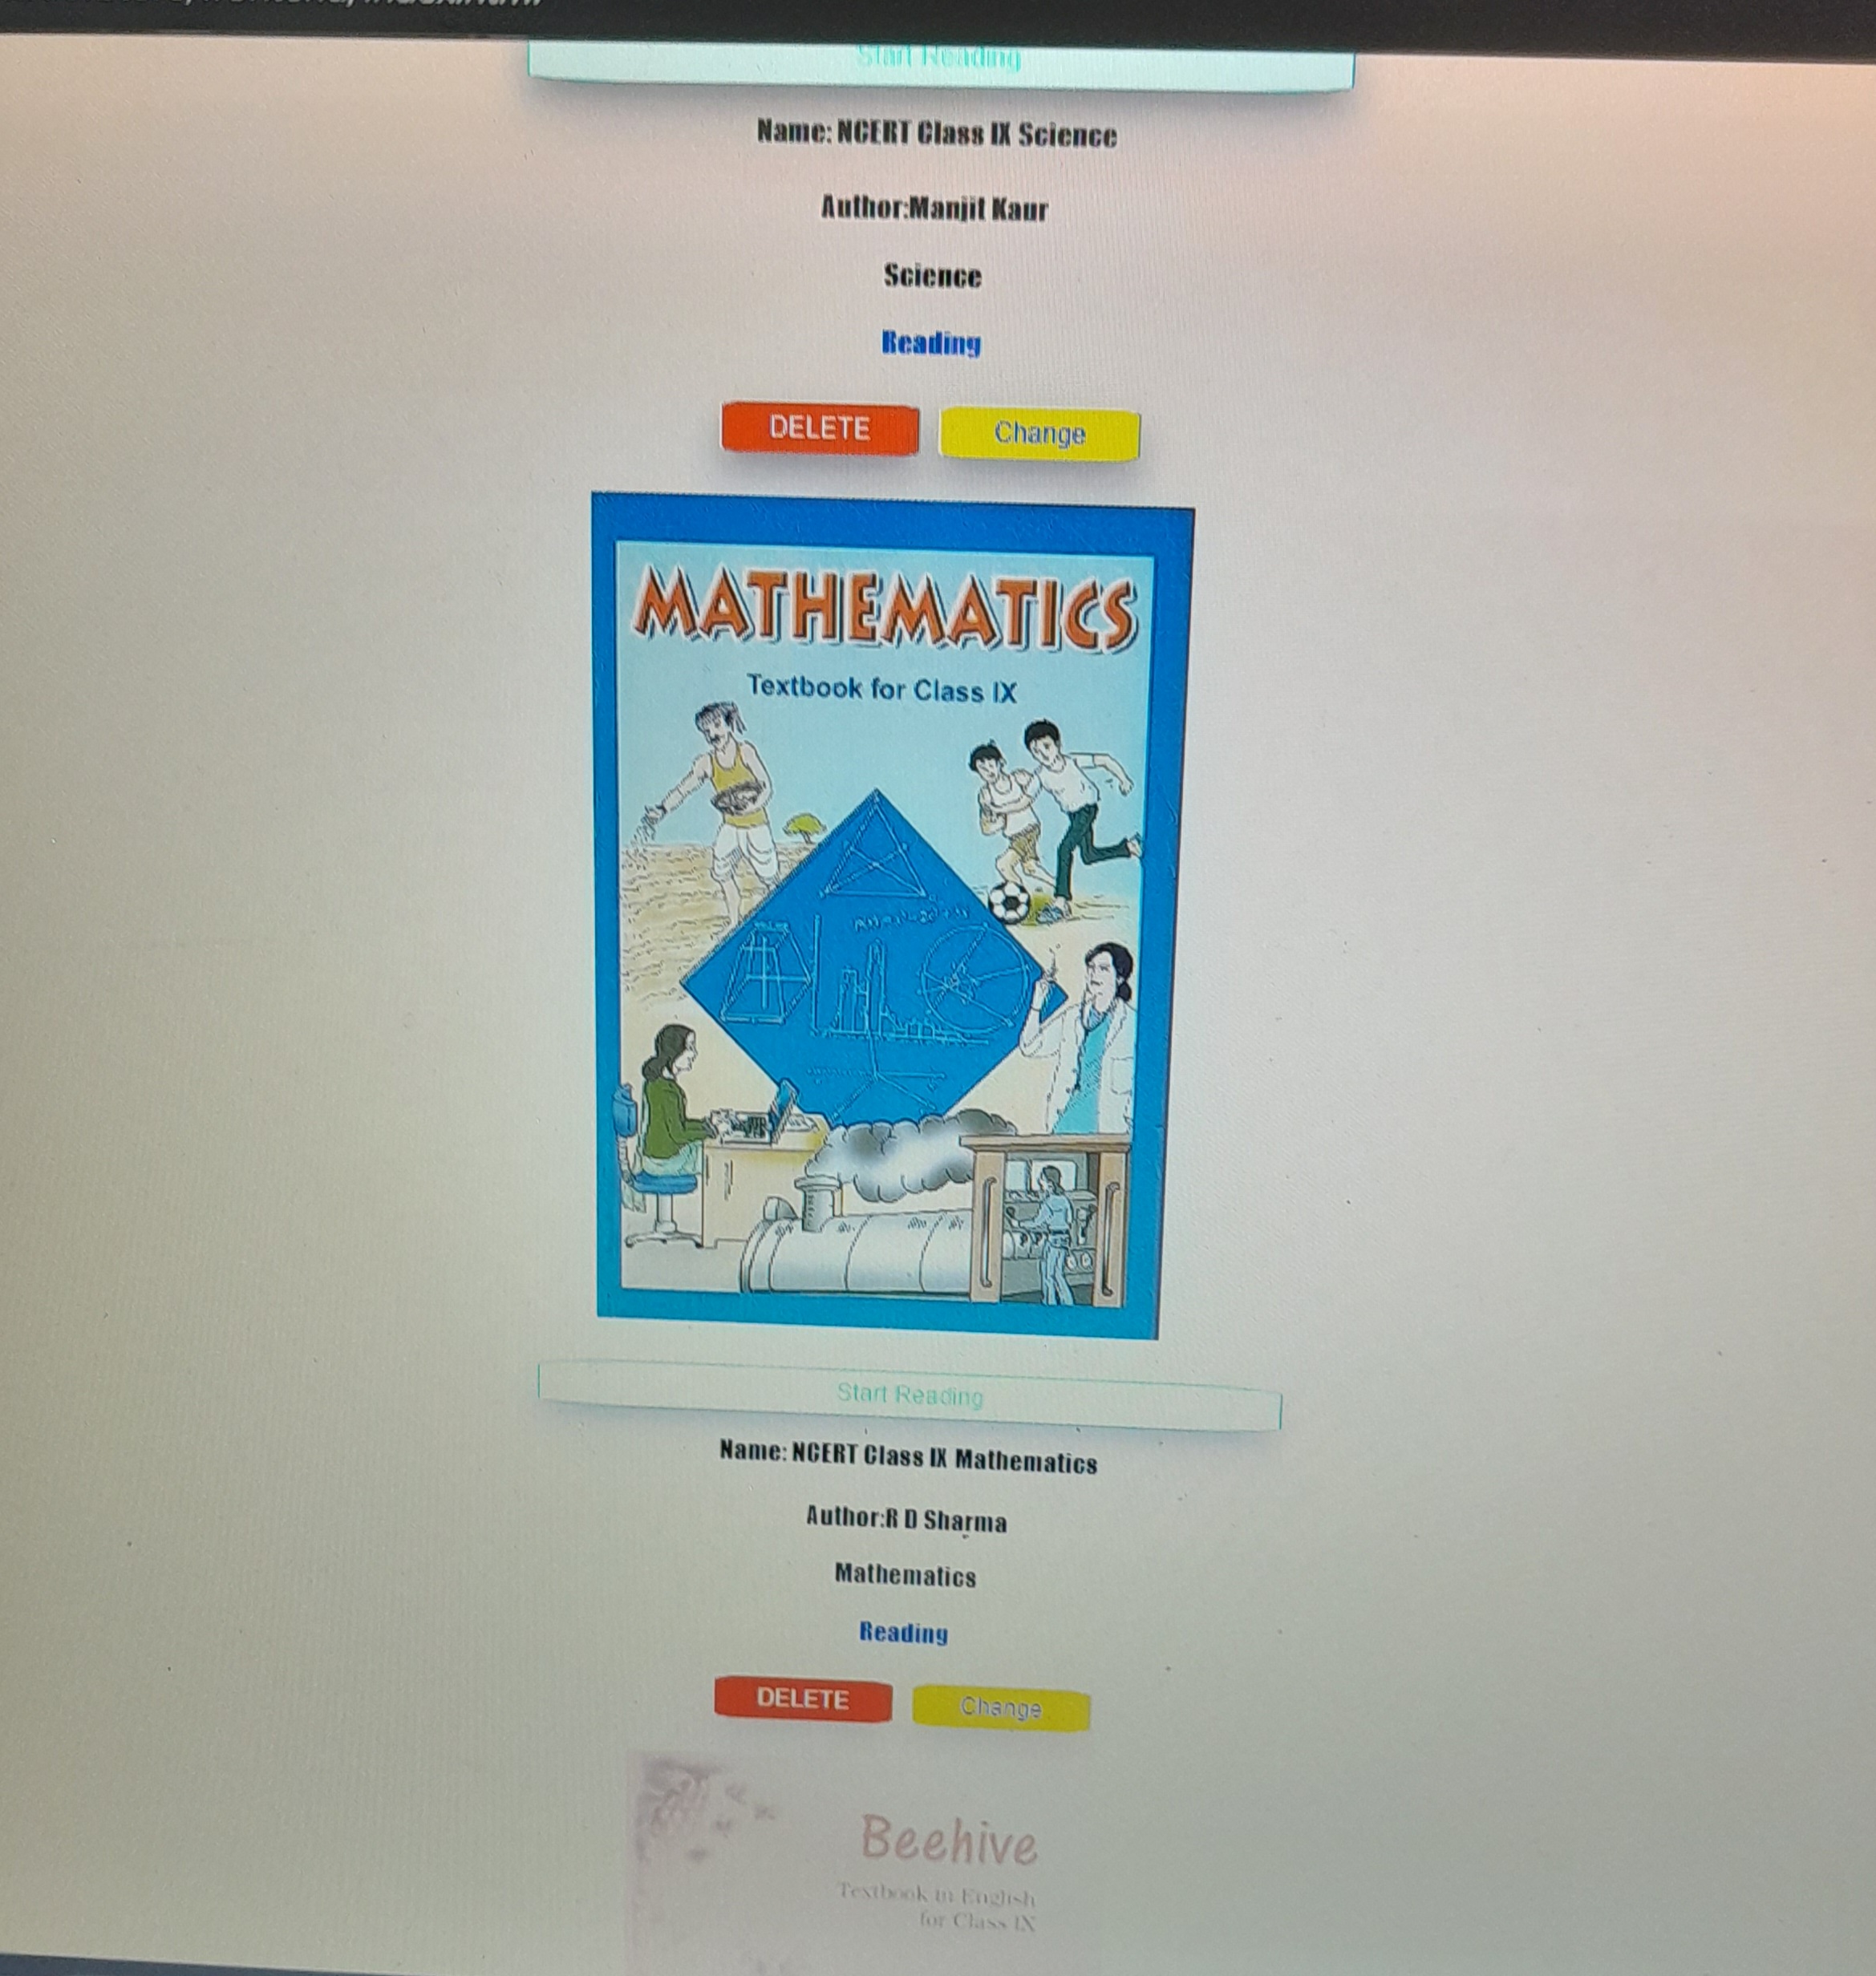 Start Reading
Name: NCERT Class IX Science
Author:Manjit Kaur
Science
Reading
DELETE Change
MATHEMATICS
Textbook for Class IX
Start Reading
Name: NCERT Class IX Mathematics
Author:R D Sharma
Mathematics
Reading
DELETE Change
Beehive
Textbook in English
for Class IX